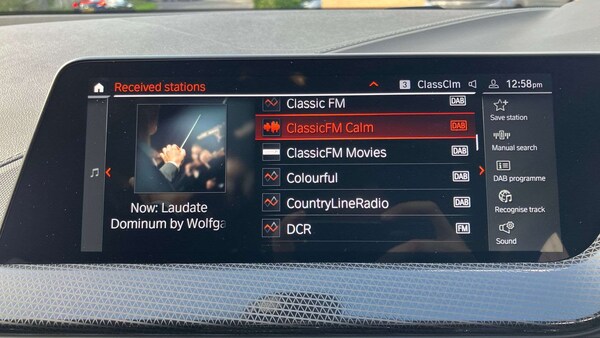 Received stations
3 ClassClm 12:58pm
Classic FM DAB
ClassicFM Calm DAB
ClassicFM Movies DAB
Colourful DAB
CountryLineRadio DAB
DCR FM
Now: Laudate
Dominum by Wolfga
Save station
Manual search
DAB programme
Recognise track
Sound